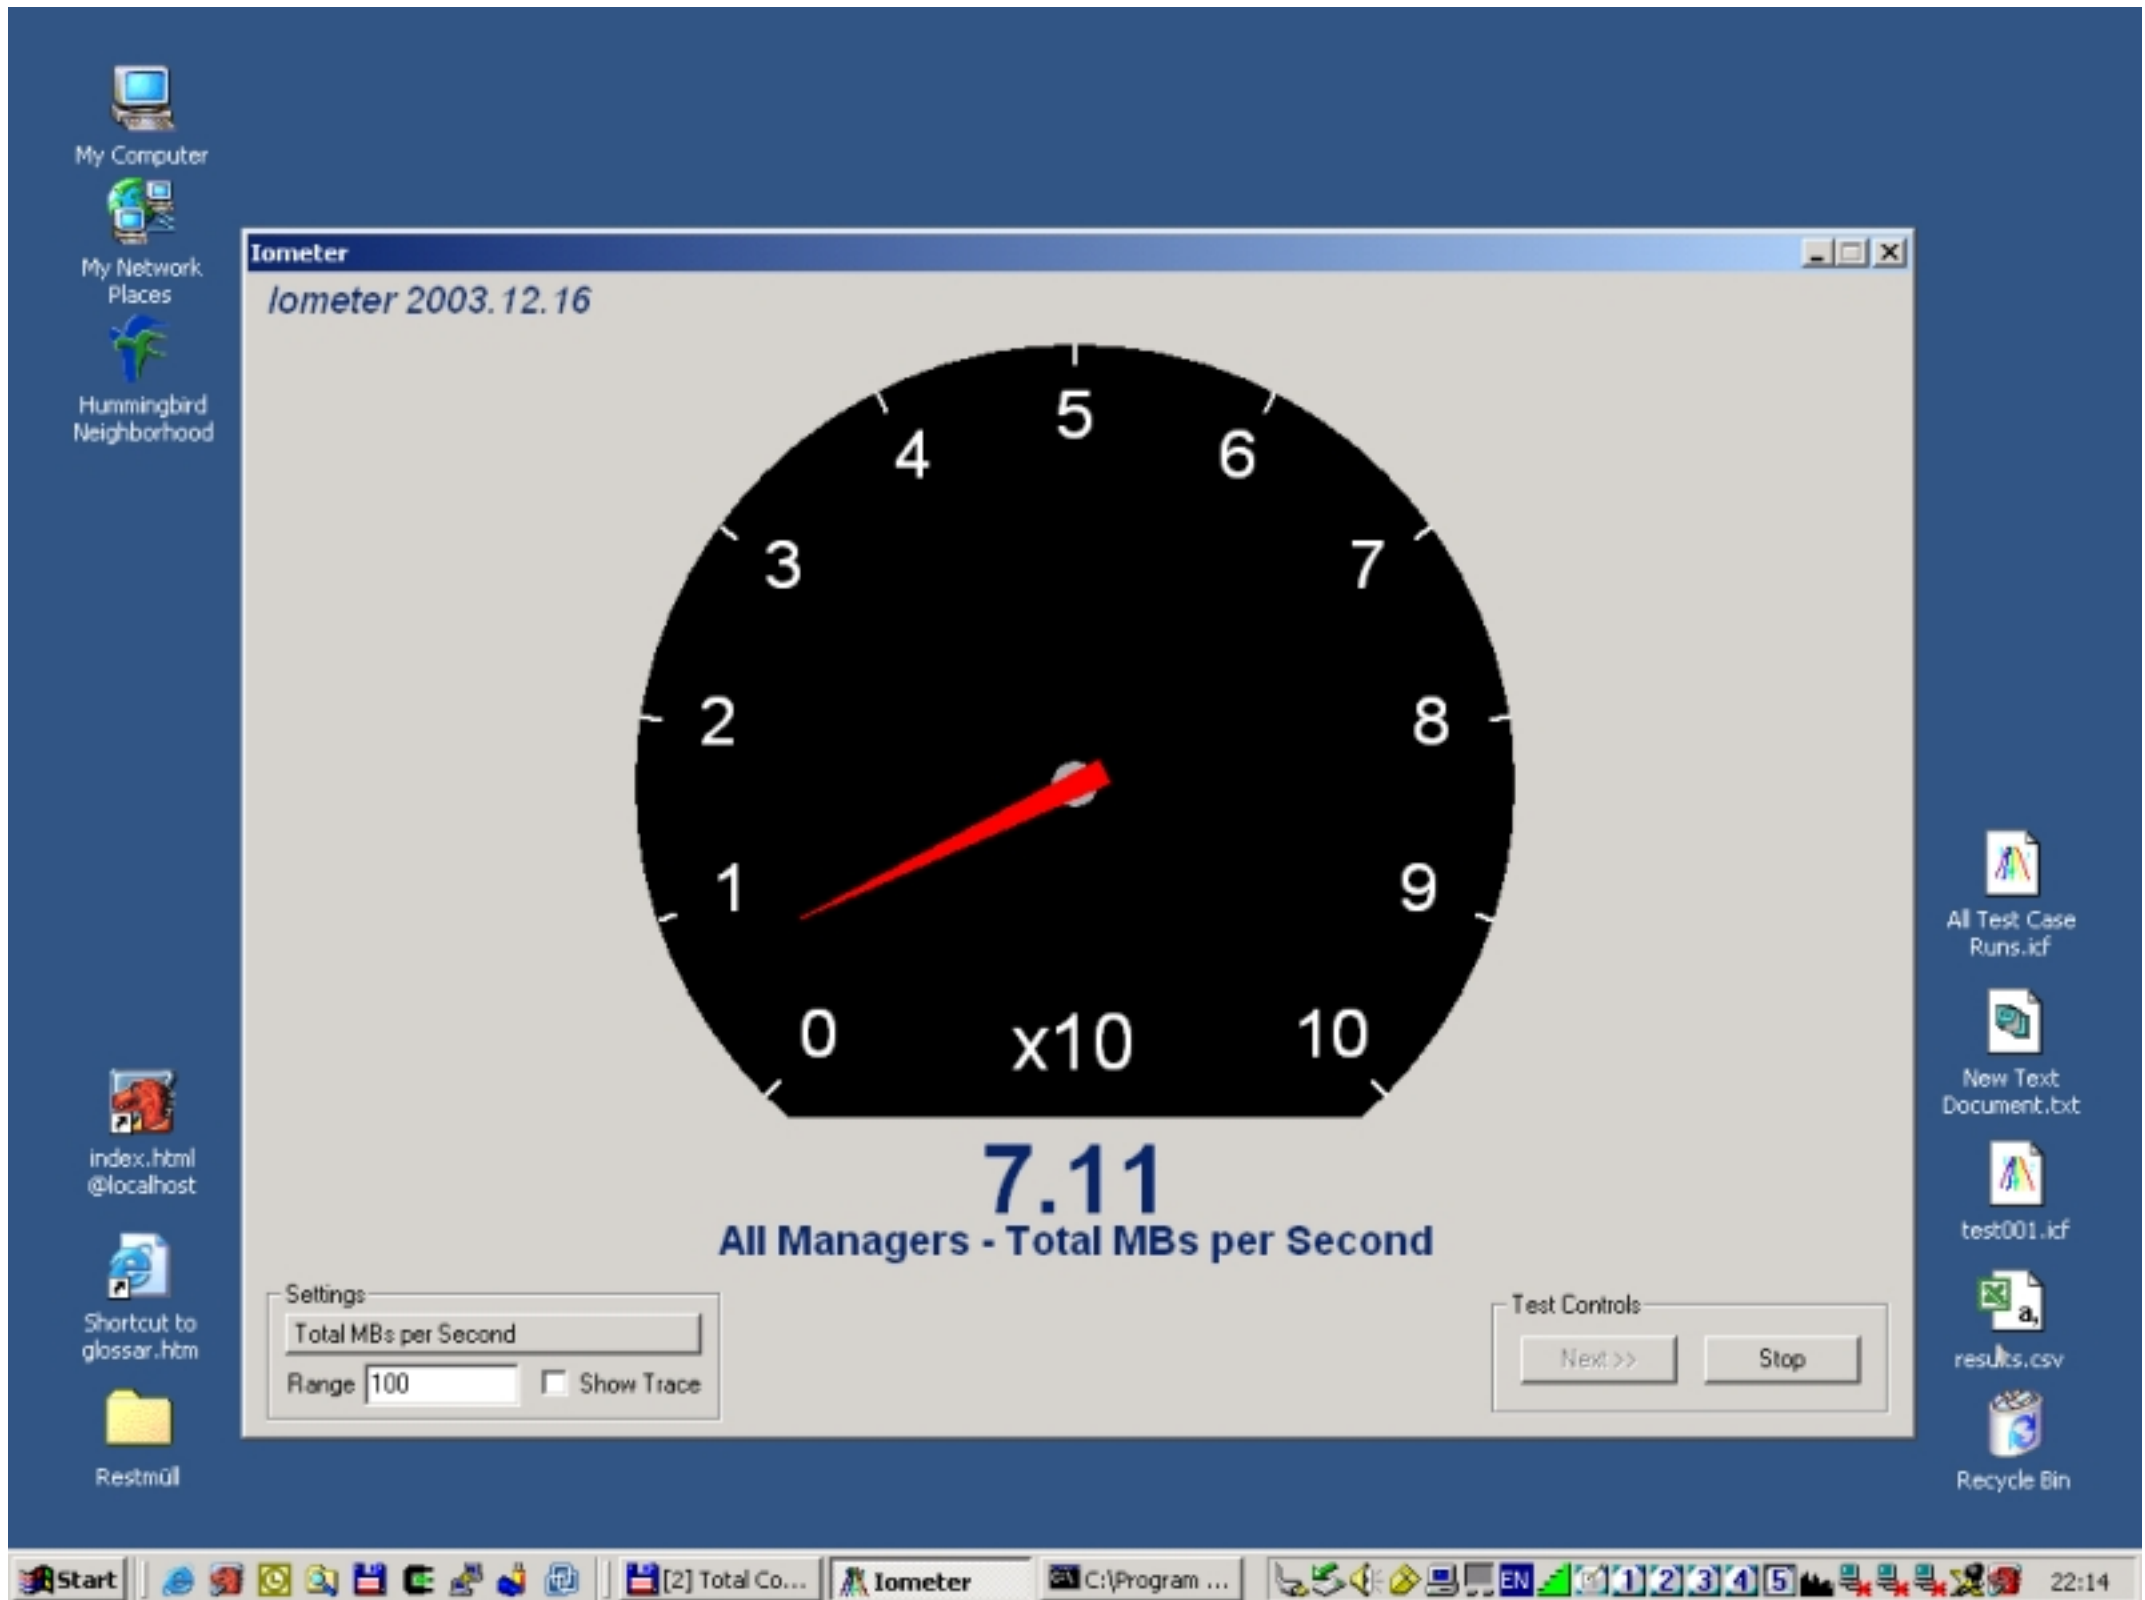 My Computer
My Network
Places
Hummingbird
Neighborhood
Iometer
Iometer 2003.12.16
5
4
6
3
7
2
8
1
9
0
x10
10
7.11
All Managers - Total MBs per Second
Settings
Total MBs per Second
Range 100
Show Trace
Test Controls
Next >>
Stop
index.html
@localhost
Shortcut to
glossar.htm
Restmüll
All Test Case
Runs.icf
New Text
Document.txt
test001.icf
results.csv
Recycle Bin
Start
[2] Total Co...
Iometer
C:\Program ...
EN
1 2 3 4 5
22:14